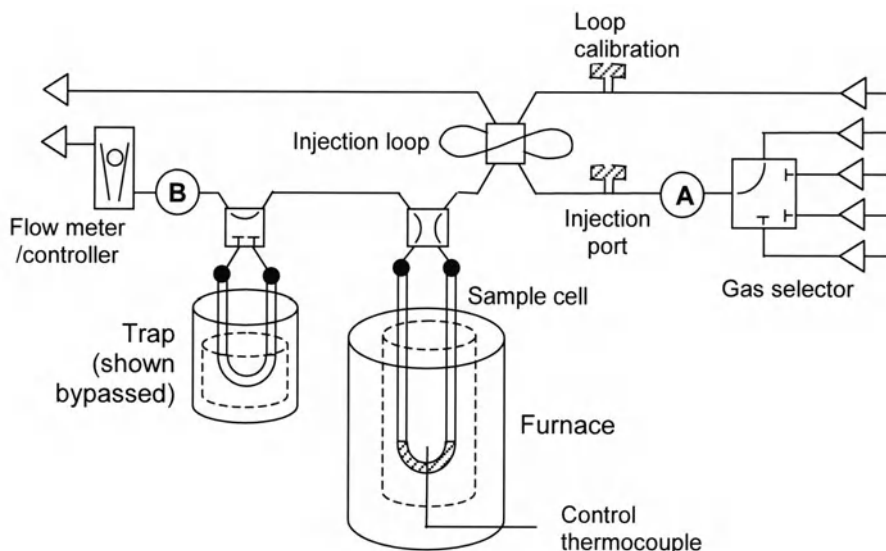 Loop
calibration
Injection loop
B
A
Flow meter
/controller
Injection
port
Gas selector
Sample cell
Trap
(shown
bypassed)
Furnace
Control
thermocouple